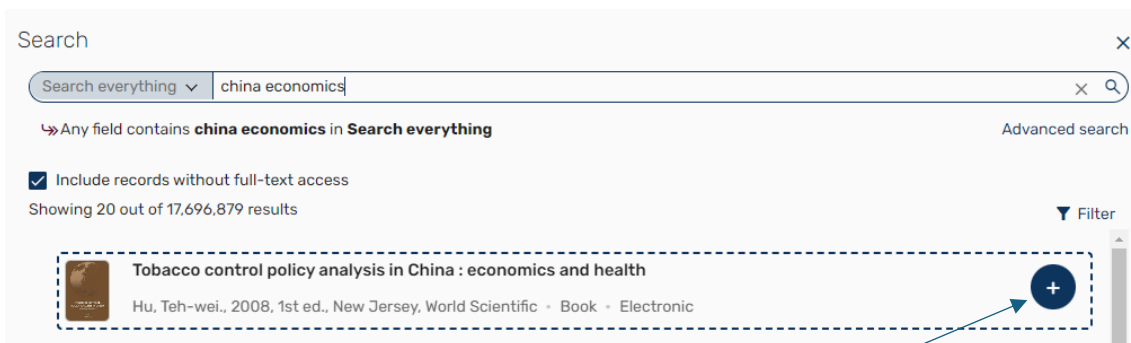 Search
Search everything china economics
Any field contains china economics in Search everything Advanced search
Include records without full-text access
Showing 20 out of 17,696,879 results Filter
Tobacco control policy analysis in China : economics and health
Hu, Teh-wei., 2008, 1st ed., New Jersey, World Scientific • Book • Electronic